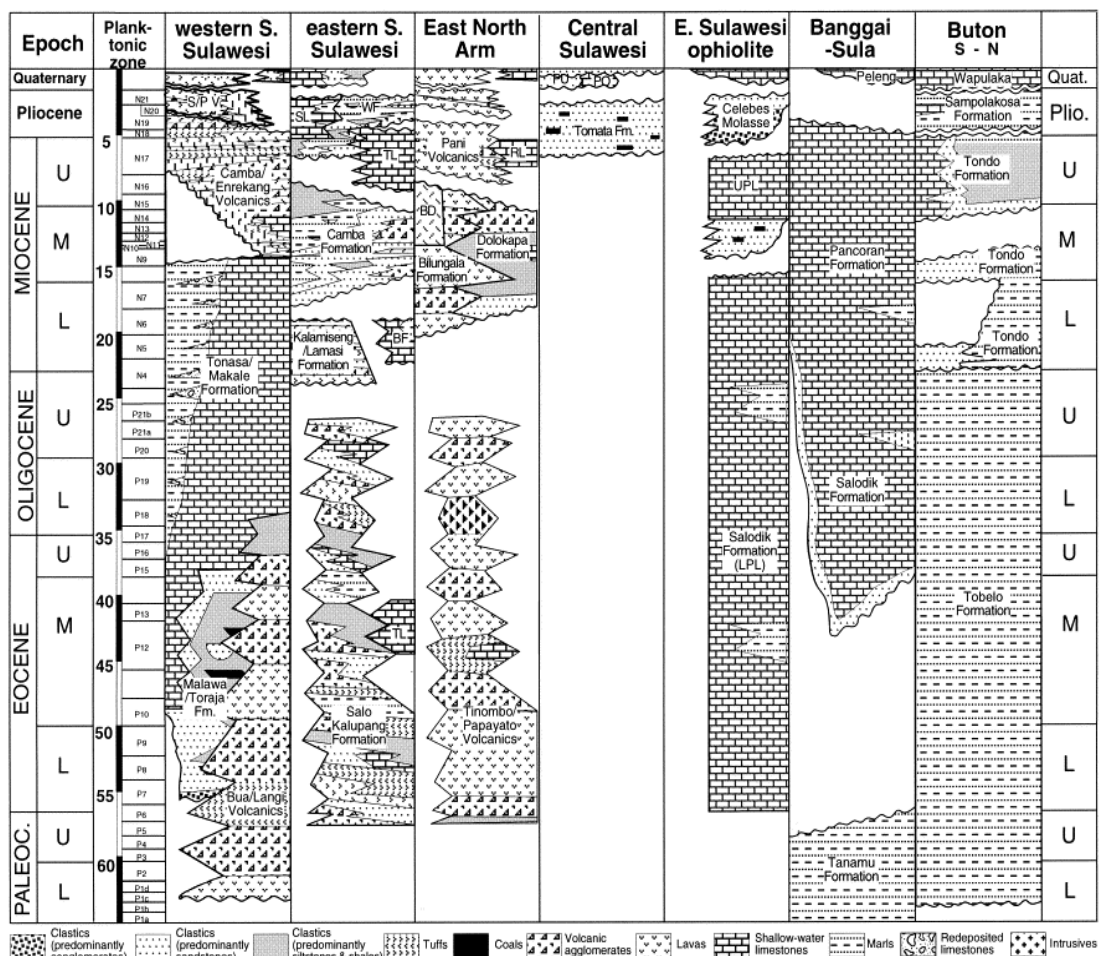 Epoch
Plank-
tonic
zone
western S.
Sulawesi
eastern S.
Sulawesi
East North
Arm
Central
Sulawesi
E. Sulawesi
ophiolite
Banggai
-Sula
Buton
S - N
Quaternary
Pliocene
MIOCENE
U
M
L
OLIGOCENE
U
L
EOCENE
U
M
L
PALEOC.
U
L
5
10
15
20
25
30
35
40
45
50
55
60
N21
N20
N19
N18
N17
N16
N15
N14
N13
N12
N10
N11
N9
N7
N6
N5
N4
P21b
P21a
P20
P19
P18
P17
P16
P15
P13
P12
P10
P9
P8
P7
P6
P5
P4
P3
P2
P1d
P1c
P1b
P1a
S/P V.
Camba/
Enrekang
Volcanics
Tonasa/
Makale
Formation
Malawa
/Toraja
Fm.
Bua/Langi
Volcanics
SL
WF
TL
Camba
Formation
Kalamiseng
/Lamasi
Formation
BF
TL
Salo
Kalupang
Formation
Pani
Volcanics
RL
BD
Dolokapa
Formation
Bilungala
Formation
Tinombo/
Papayato
Volcanics
PU
PO
Tomata Fm.
Celebes
Molasse
UPL
Salodik
Formation
(LPL)
Peleng
Pancoran
Formation
Salodik
Formation
Tanamu
Formation
Wapulaka
Sampolakosa
Formation
Tondo
Formation
Tondo
Formation
Tondo
Formation
Tobelo
Formation
Quat.
Plio.
U
M
L
U
L
U
M
L
U
L
Clastics
(predominantly
Clastics
(predominantly
Clastics
(predominantly
Tuffs
Coals
Volcanic
agglomerates
Lavas
Shallow-water
limestones
Marls
Redeposited
limestones
Intrusives